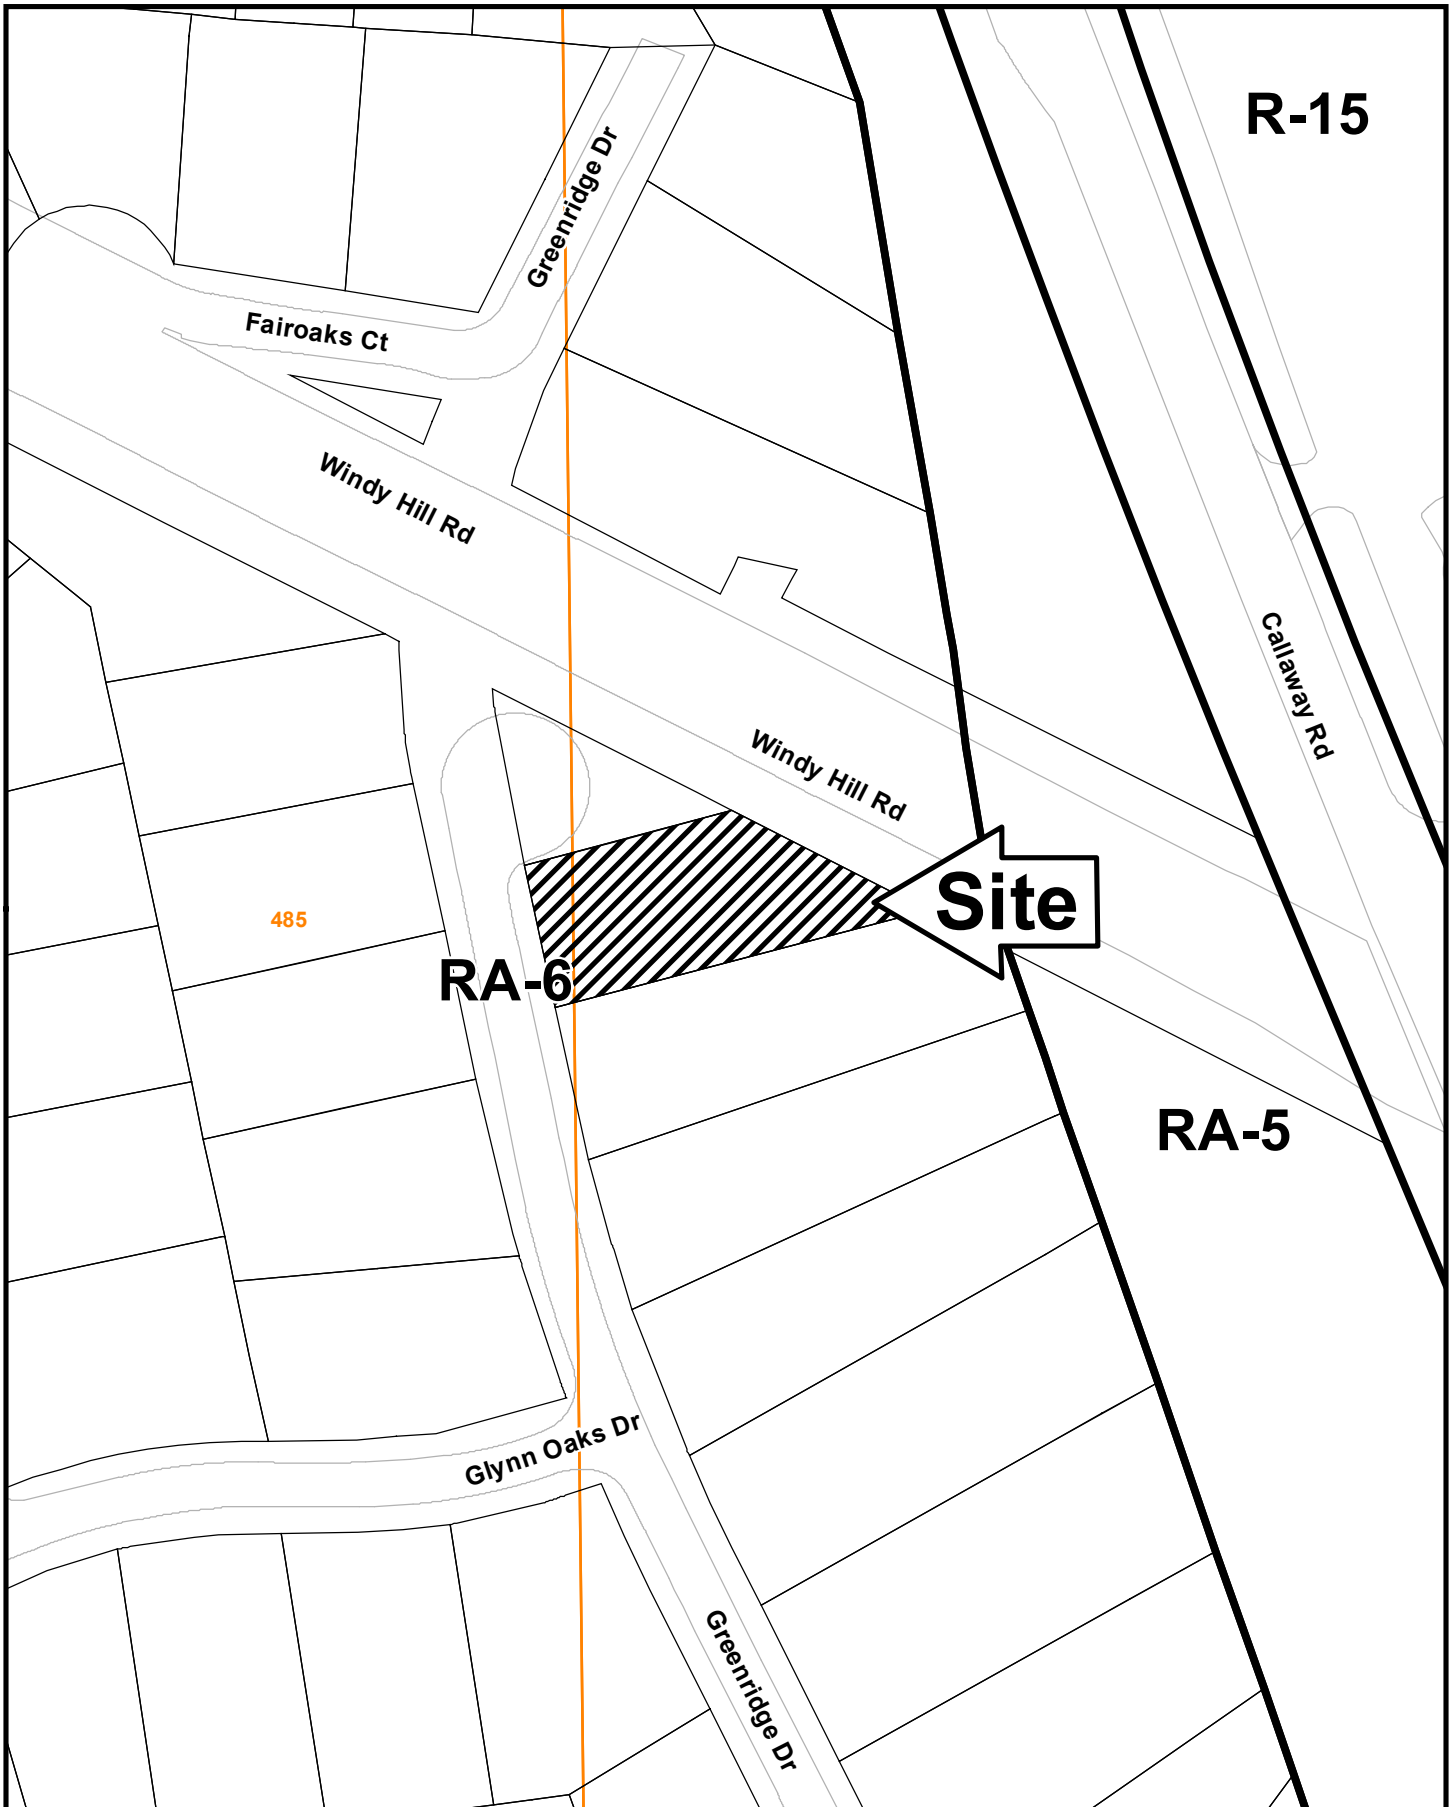 R-15
Greenridge Dr
Fairoaks Ct
Windy Hill Rd
Callaway Rd
Windy Hill Rd
Site
485
RA-6
RA-5
Glynn Oaks Dr
Greenridge Dr